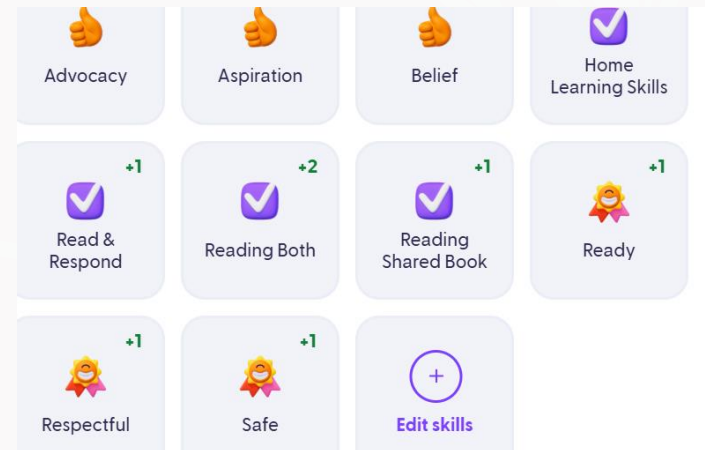 Advocacy
Aspiration
Belief
Home
Learning Skills
+1
Read &
Respond
+2
Reading Both
+1
Reading
Shared Book
+1
Ready
+1
Respectful
+1
Safe
+
Edit skills